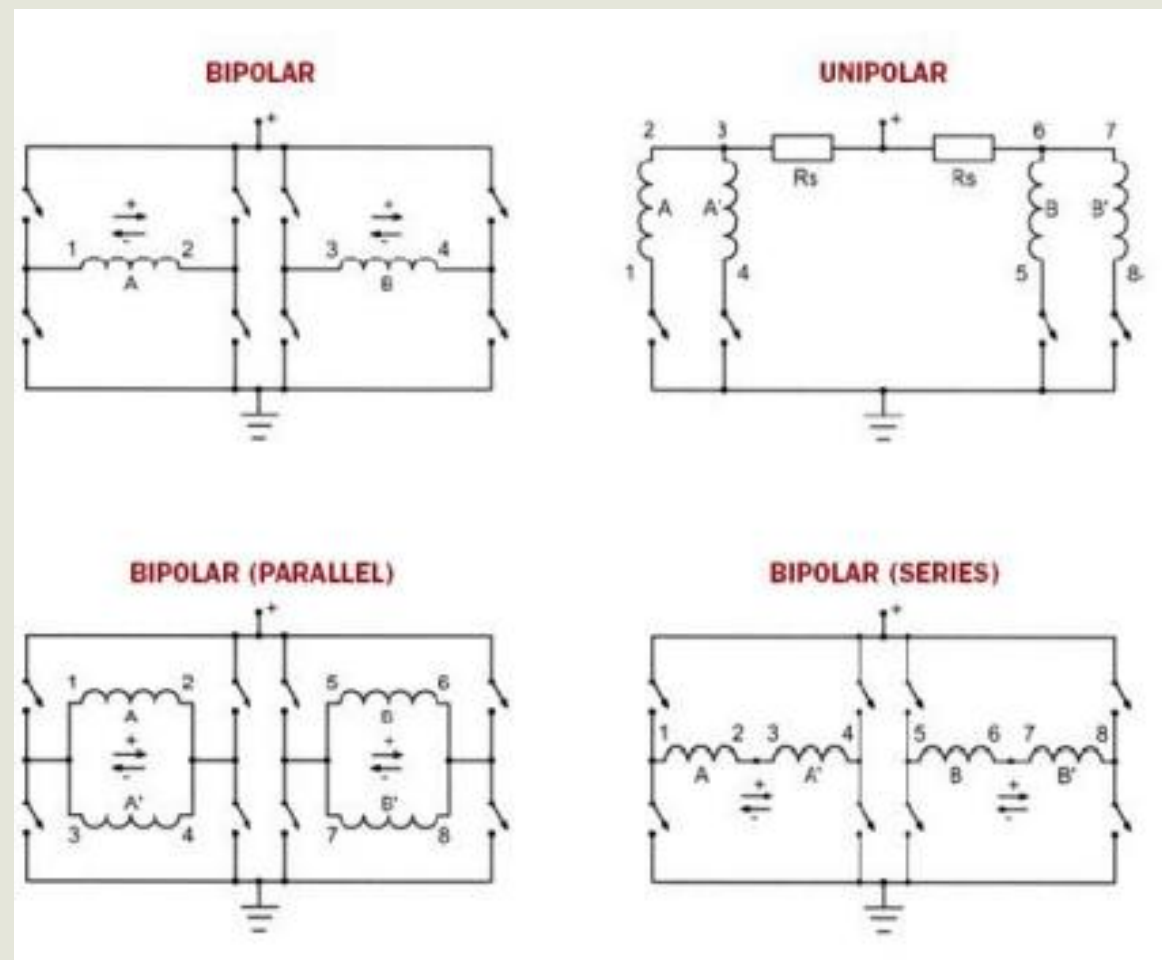 BIPOLAR
+
+
-
1 2
A
+
-
3 4
B
UNIPOLAR
2 3 + 6 7
Rs Rs
A A' B B'
1 4 5 8
BIPOLAR (PARALLEL)
+
1 2 5 6
A B
+ +
- -
A' B'
3 4 7 8
BIPOLAR (SERIES)
+
1 2 3 4 5 6 7 8
A A' B B'
+ +
- -